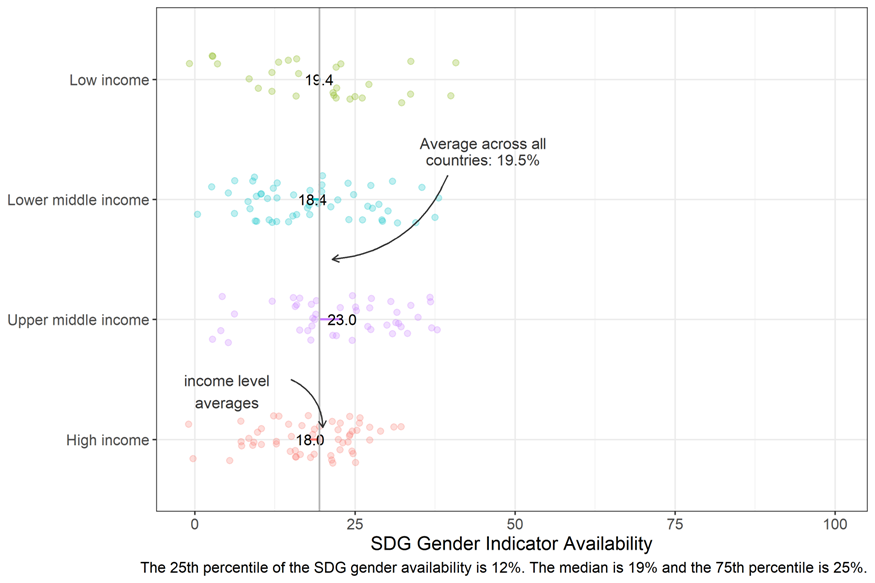 Low income
19.4
Average across all
countries: 19.5%
Lower middle income
18.4
Upper middle income
23.0
income level
averages
High income
18.0
0
25
50
75
100
SDG Gender Indicator Availability
The 25th percentile of the SDG gender availability is 12%. The median is 19% and the 75th percentile is 25%.